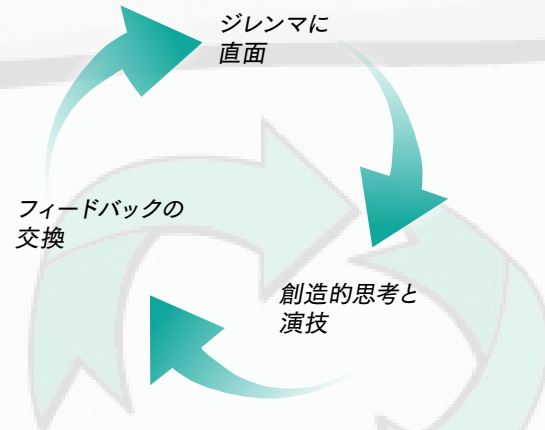 ジレンマに
直面
フィードバックの
交換
創造的思考と
演技